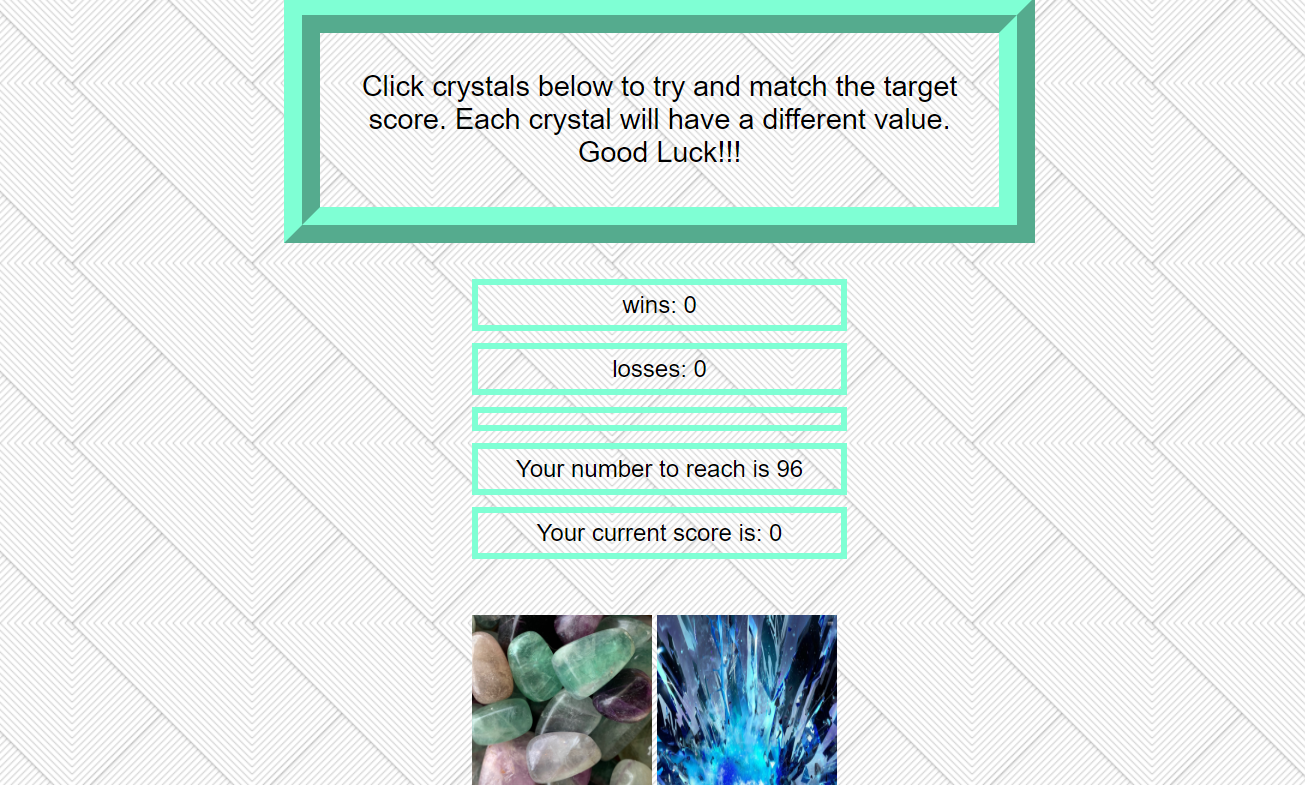 Click crystals below to try and match the target
score. Each crystal will have a different value.
Good Luck!!!
wins: 0
losses: 0
Your number to reach is 96
Your current score is: 0